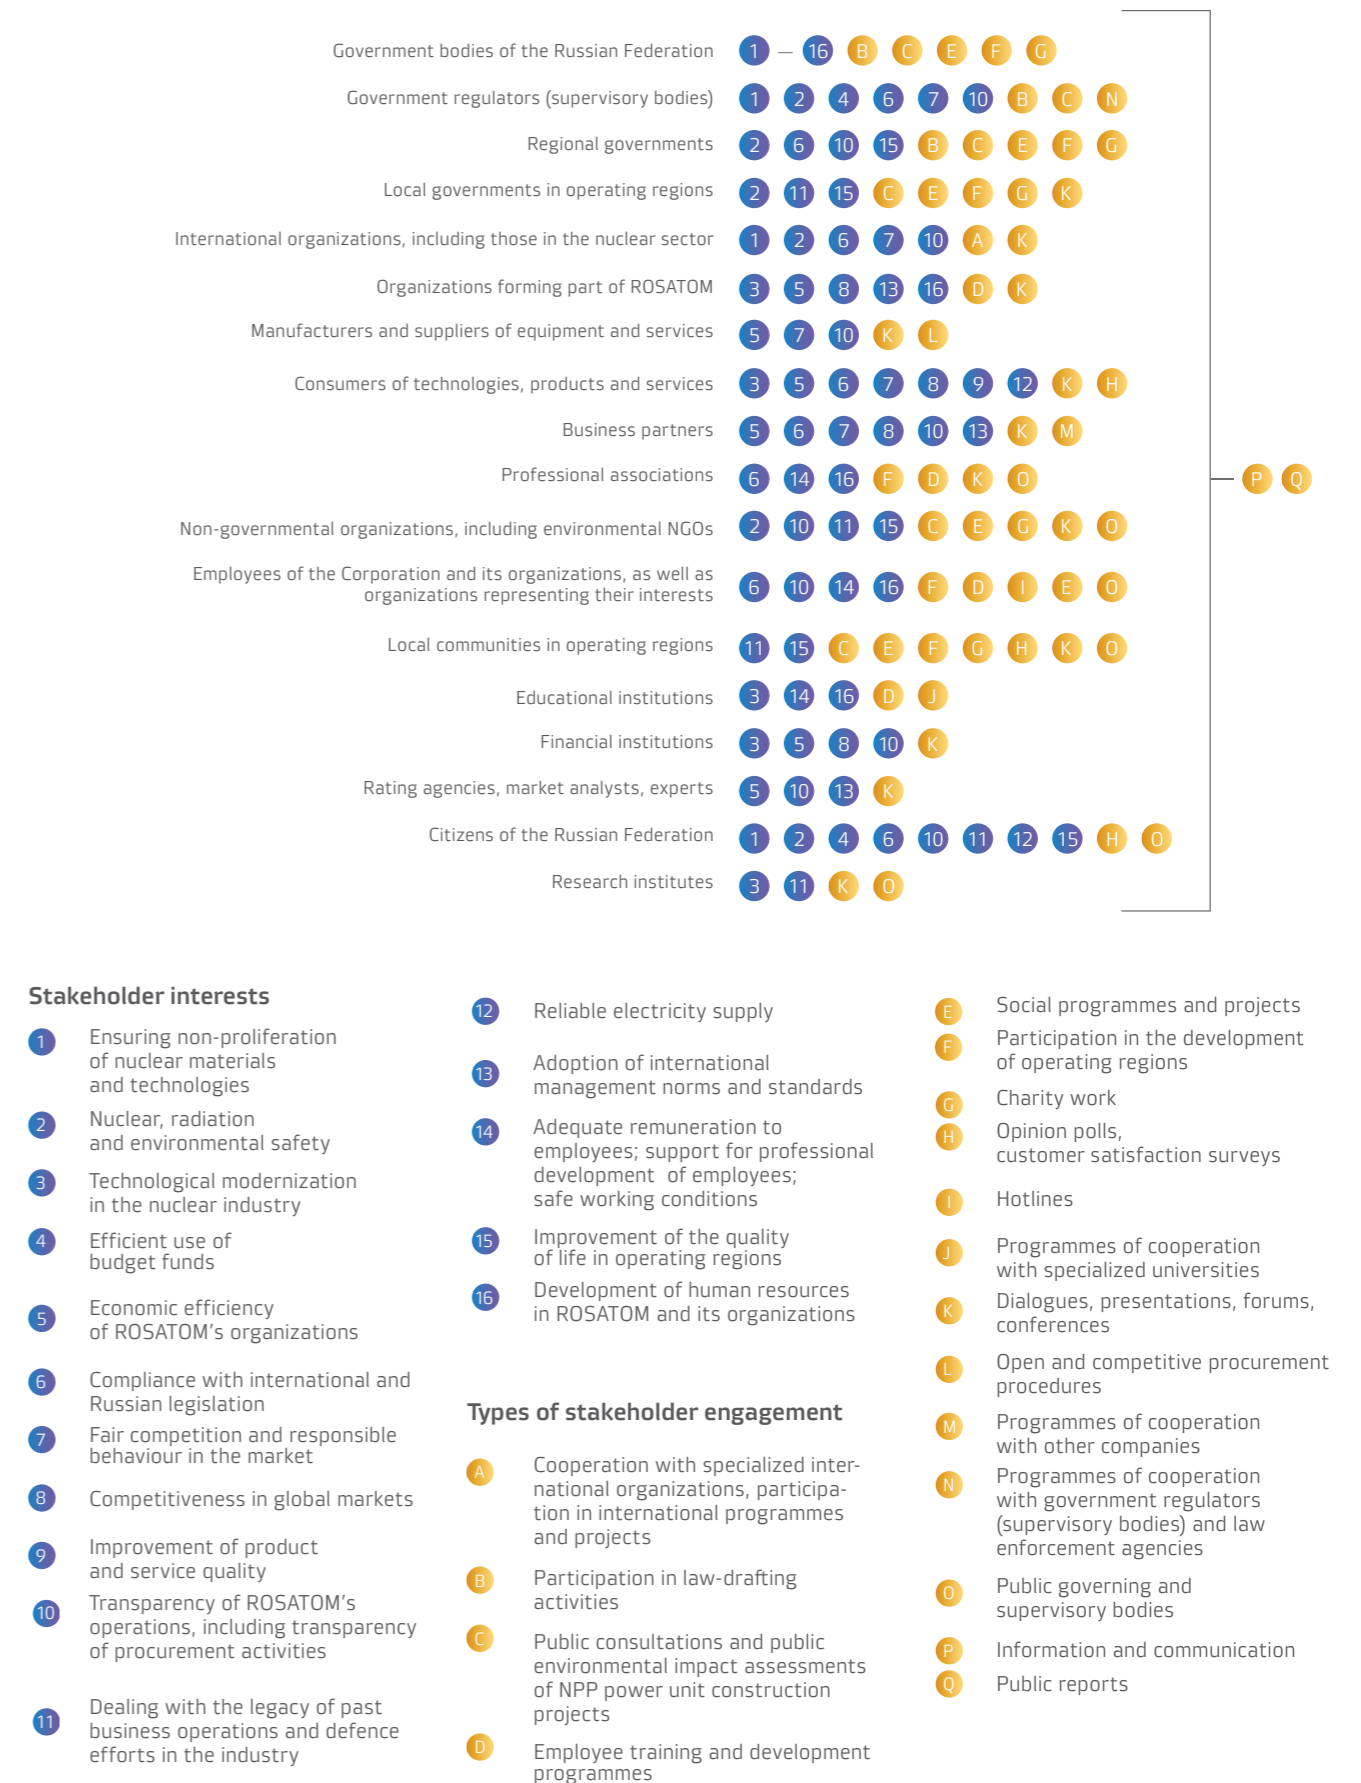 Government bodies of the Russian Federation 1 — 16 B C E F G
Government regulators (supervisory bodies) 1 2 4 6 7 10 B C N
Regional governments 2 6 10 15 B C E F G
Local governments in operating regions 2 11 15 C E F G K
International organizations, including those in the nuclear sector 1 2 6 7 10 A K
Organizations forming part of ROSATOM 3 5 8 13 16 D K
Manufacturers and suppliers of equipment and services 5 7 10 K L
Consumers of technologies, products and services 3 5 6 7 8 9 12 K H
Business partners 5 6 7 8 10 13 K M
Professional associations 6 14 16 F D K O
P Q
Non-governmental organizations, including environmental NGOs 2 10 11 15 C E G K O
Employees of the Corporation and its organizations, as well as
organizations representing their interests 6 10 14 16 F D I E O
Local communities in operating regions 11 15 C E F G H K O
Educational institutions 3 14 16 D J
Financial institutions 3 5 8 10 K
Rating agencies, market analysts, experts 5 10 13 K
Citizens of the Russian Federation 1 2 4 6 10 11 12 15 H O
Research institutes 3 11 K O
Stakeholder interests
1 Ensuring non-proliferation
of nuclear materials
and technologies
2 Nuclear, radiation
and environmental safety
3 Technological modernization
in the nuclear industry
4 Efficient use of
budget funds
5 Economic efficiency
of ROSATOM's organizations
6 Compliance with international and
Russian legislation
7 Fair competition and responsible
behaviour in the market
8 Competitiveness in global markets
9 Improvement of product
and service quality
10 Transparency of ROSATOM's
operations, including transparency
of procurement activities
11 Dealing with the legacy of past
business operations and defence
efforts in the industry
12 Reliable electricity supply
13 Adoption of international
management norms and standards
14 Adequate remuneration to
employees; support for professional
development of employees;
safe working conditions
15 Improvement of the quality
of life in operating regions
16 Development of human resources
in ROSATOM and its organizations
Types of stakeholder engagement
A Cooperation with specialized inter-
national organizations, participa-
tion in international programmes
and projects
B Participation in law-drafting
activities
C Public consultations and public
environmental impact assessments
of NPP power unit construction
projects
D Employee training and development
programmes
E Social programmes and projects
F Participation in the development
of operating regions
G Charity work
H Opinion polls,
customer satisfaction surveys
I Hotlines
J Programmes of cooperation
with specialized universities
K Dialogues, presentations, forums,
conferences
L Open and competitive procurement
procedures
M Programmes of cooperation
with other companies
N Programmes of cooperation
with government regulators
(supervisory bodies) and law
enforcement agencies
O Public governing and
supervisory bodies
P Information and communication
Q Public reports